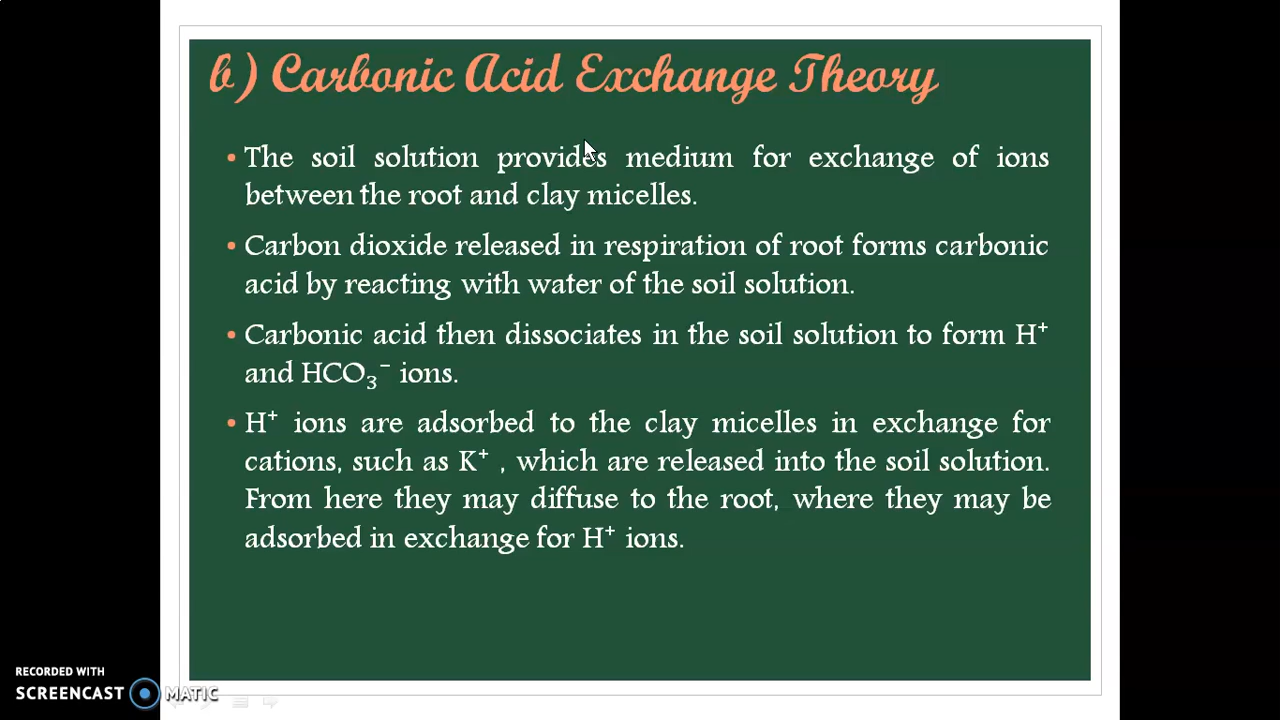 b) Carbonic Acid Exchange Theory
• The soil solution provides medium for exchange of ions
between the root and clay micelles.
• Carbon dioxide released in respiration of root forms carbonic
acid by reacting with water of the soil solution.
• Carbonic acid then dissociates in the soil solution to form H⁺
and HCO₃⁻ ions.
• H⁺ ions are adsorbed to the clay micelles in exchange for
cations, such as K⁺ , which are released into the soil solution.
From here they may diffuse to the root, where they may be
adsorbed in exchange for H⁺ ions.
RECORDED WITH
SCREENCAST MATIC